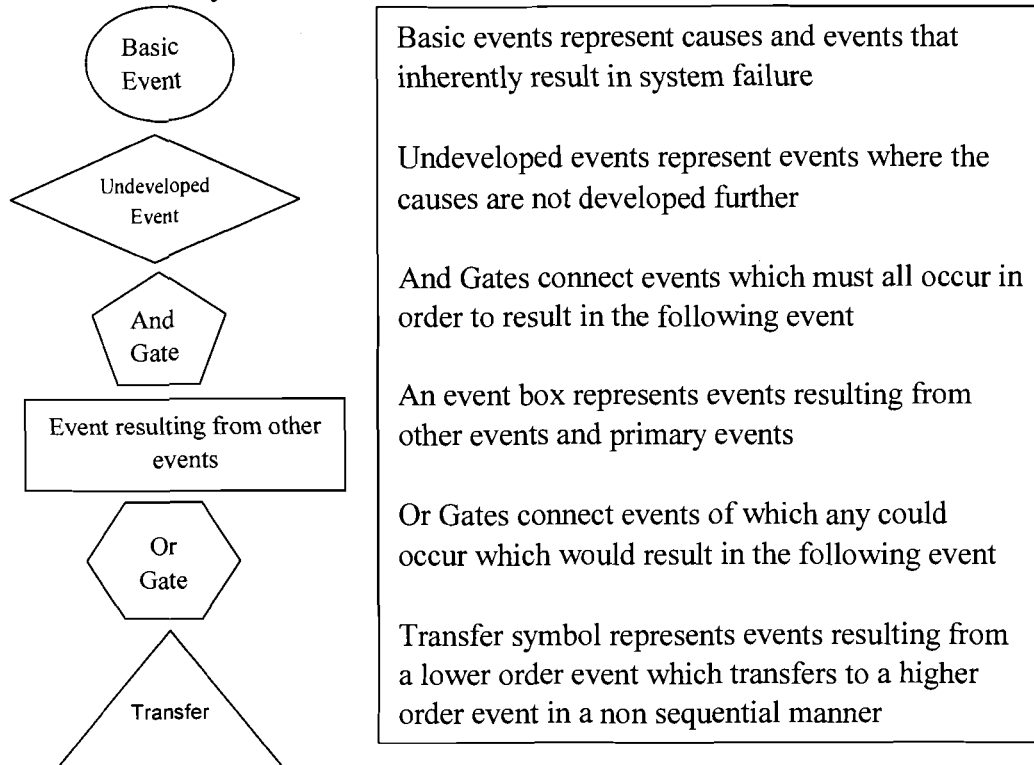 Basic
Event
Basic events represent causes and events that
inherently result in system failure
Undeveloped
Event
Undeveloped events represent events where the
causes are not developed further
And
Gate
And Gates connect events which must all occur in
order to result in the following event
Event resulting from other
events
An event box represents events resulting from
other events and primary events
Or
Gate
Or Gates connect events of which any could
occur which would result in the following event
Transfer
Transfer symbol represents events resulting from
a lower order event which transfers to a higher
order event in a non sequential manner